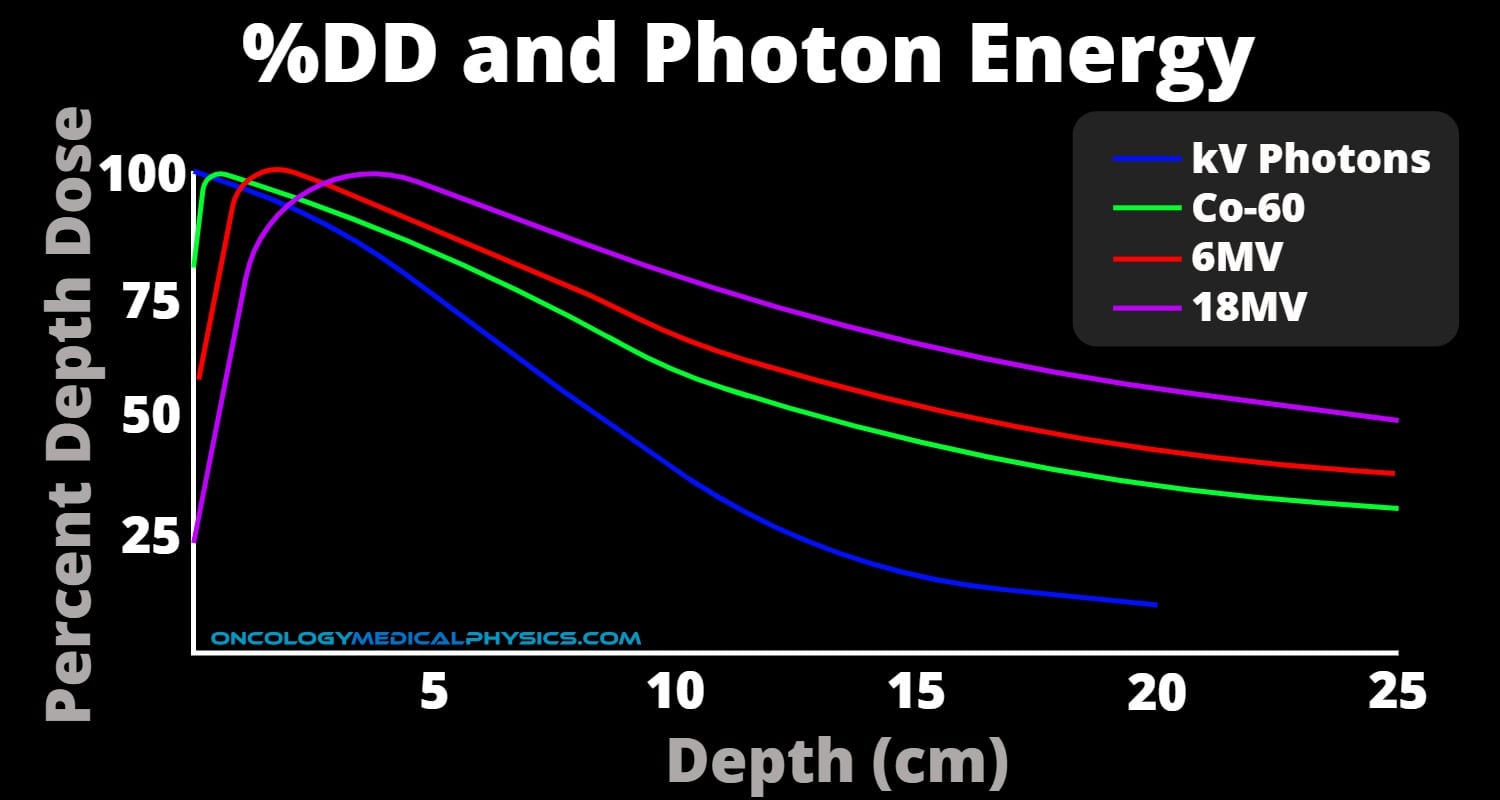 %DD and Photon Energy
Percent Depth Dose
100
75
50
25
kV Photons
Co-60
6MV
18MV
ONCOLOGYMEDICALPHYSICS.COM
5 10 15 20 25
Depth (cm)